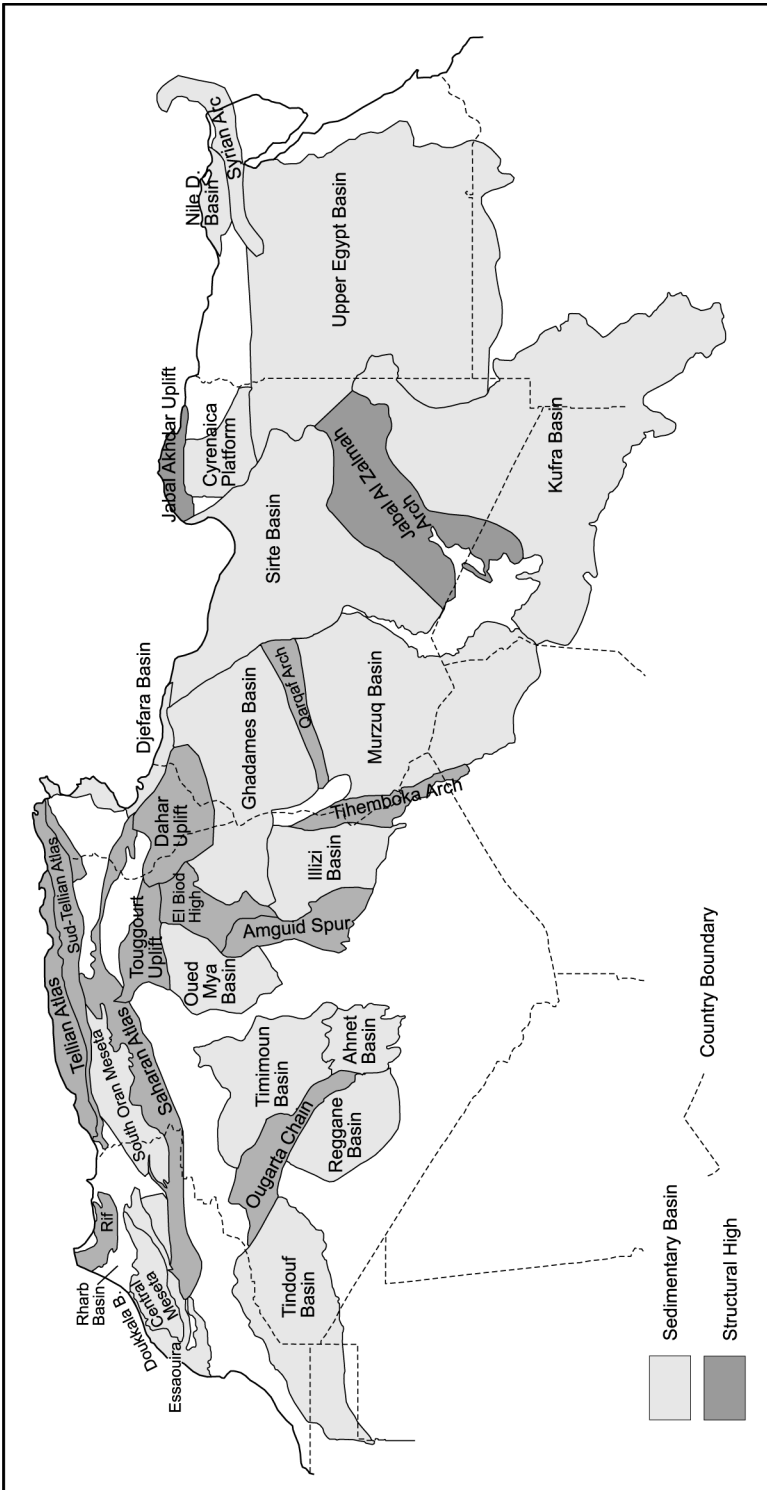 Tellian Atlas
Sud-Tellian Atlas
Rif
Rharb
Basin
Doukkala B.
Central
Meseta
Essaouira
South Oran Meseta
Saharan Atlas
Touggourt
Uplift
El Biod
High
Dahar
Uplift
Djefara Basin
Oued
Mya
Basin
Amguid Spur
Illizi
Basin
Tihemboka Arch
Ghadames Basin
Qarqaf Arch
Murzuq Basin
Timimoun
Basin
Ahnet
Basin
Ougarta Chain
Reggane
Basin
Tindouf
Basin
Sirte Basin
Jabal Akhdar Uplift
Cyrenaica
Platform
Jabal Al Zalmah
Arch
Kufra Basin
Upper Egypt Basin
Nile D.
Basin
Syrian Arc
Sedimentary Basin
Structural High
Country Boundary